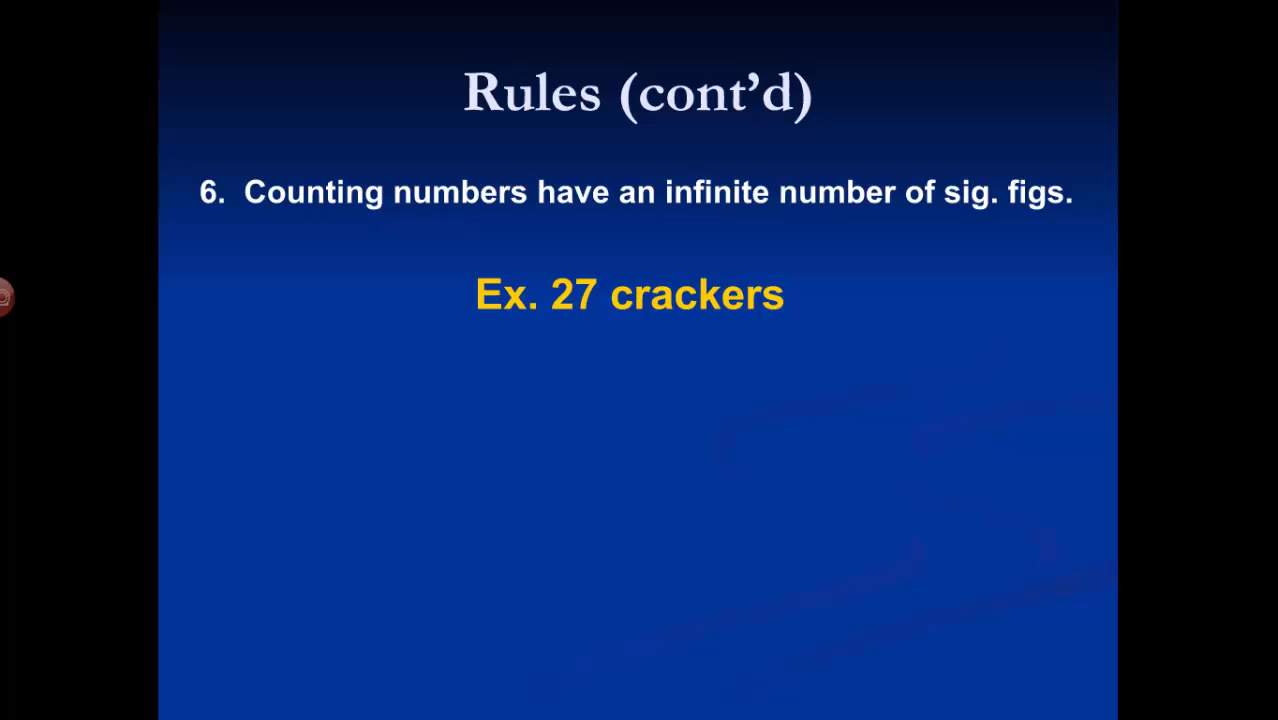 Rules (cont’d)
6. Counting numbers have an infinite number of sig. figs.
Ex. 27 crackers